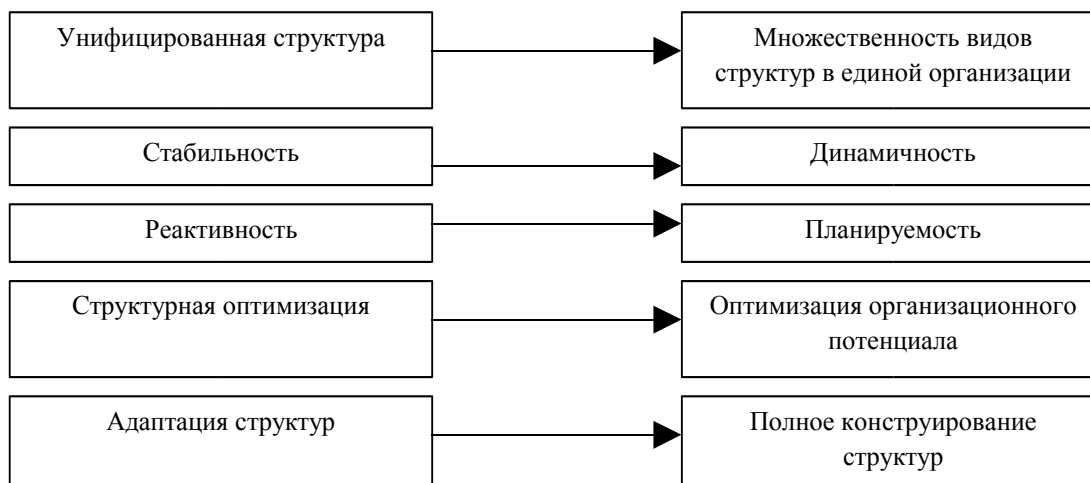 Унифицированная структура
Множественность видов
структур в единой организации
Стабильность
Динамичность
Реактивность
Планируемость
Структурная оптимизация
Оптимизация организационного
потенциала
Адаптация структур
Полное конструирование
структур